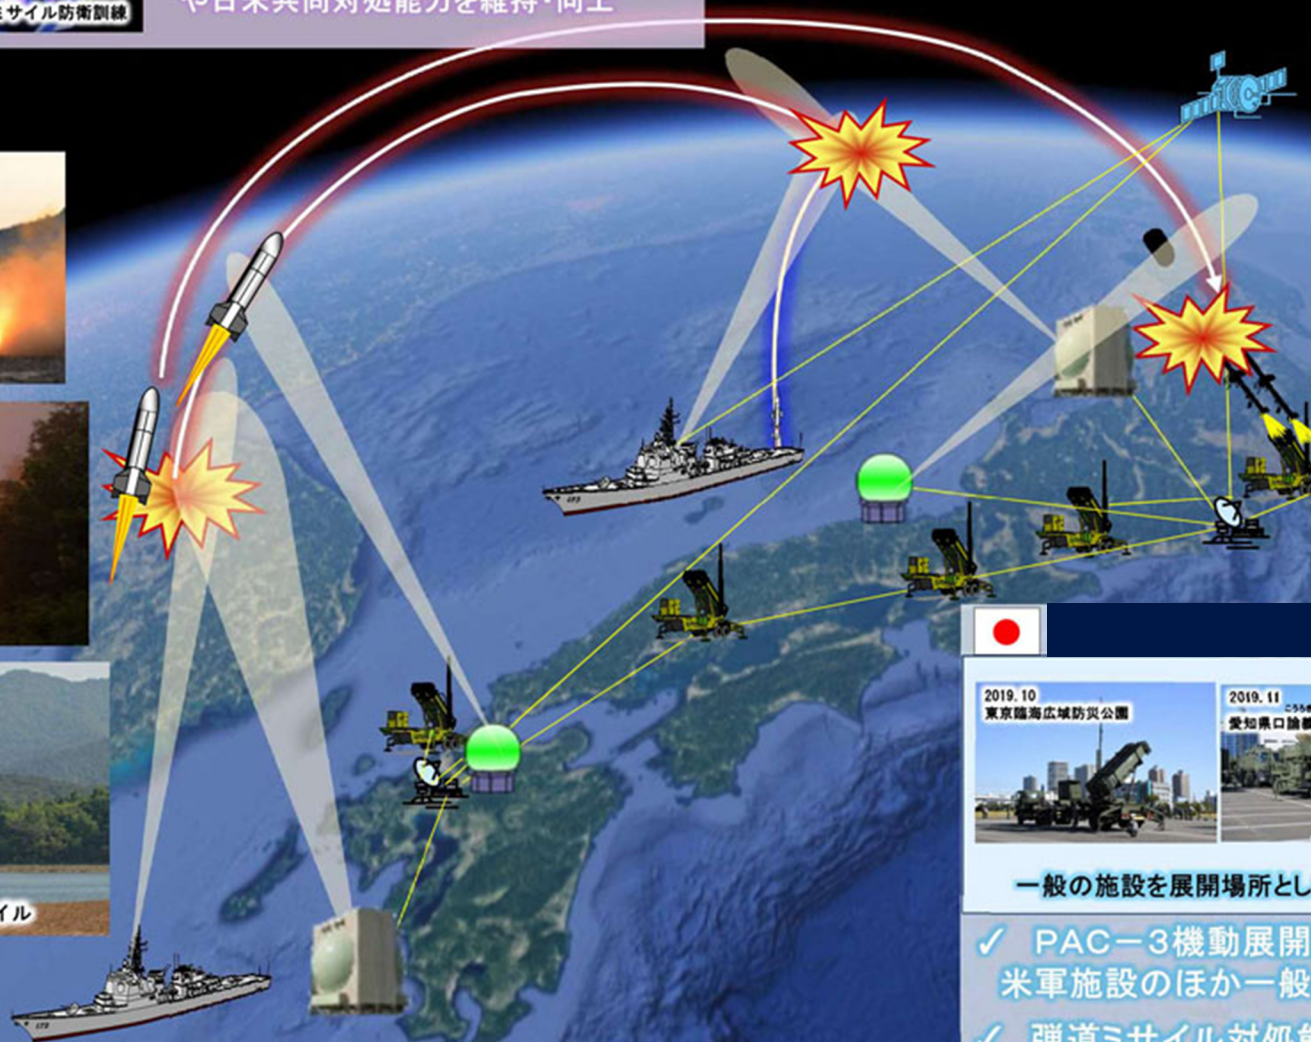 ミサイル防衛訓練
や日米共同対処能力を維持・向上
イル
2019.10
東京臨海広域防災公園
2019.11
愛知県口論
一般の施設を展開場所とし
✓ PAC－3機動展開
米軍施設のほか一般
✓ 弾道ミサイル対処能
173
172